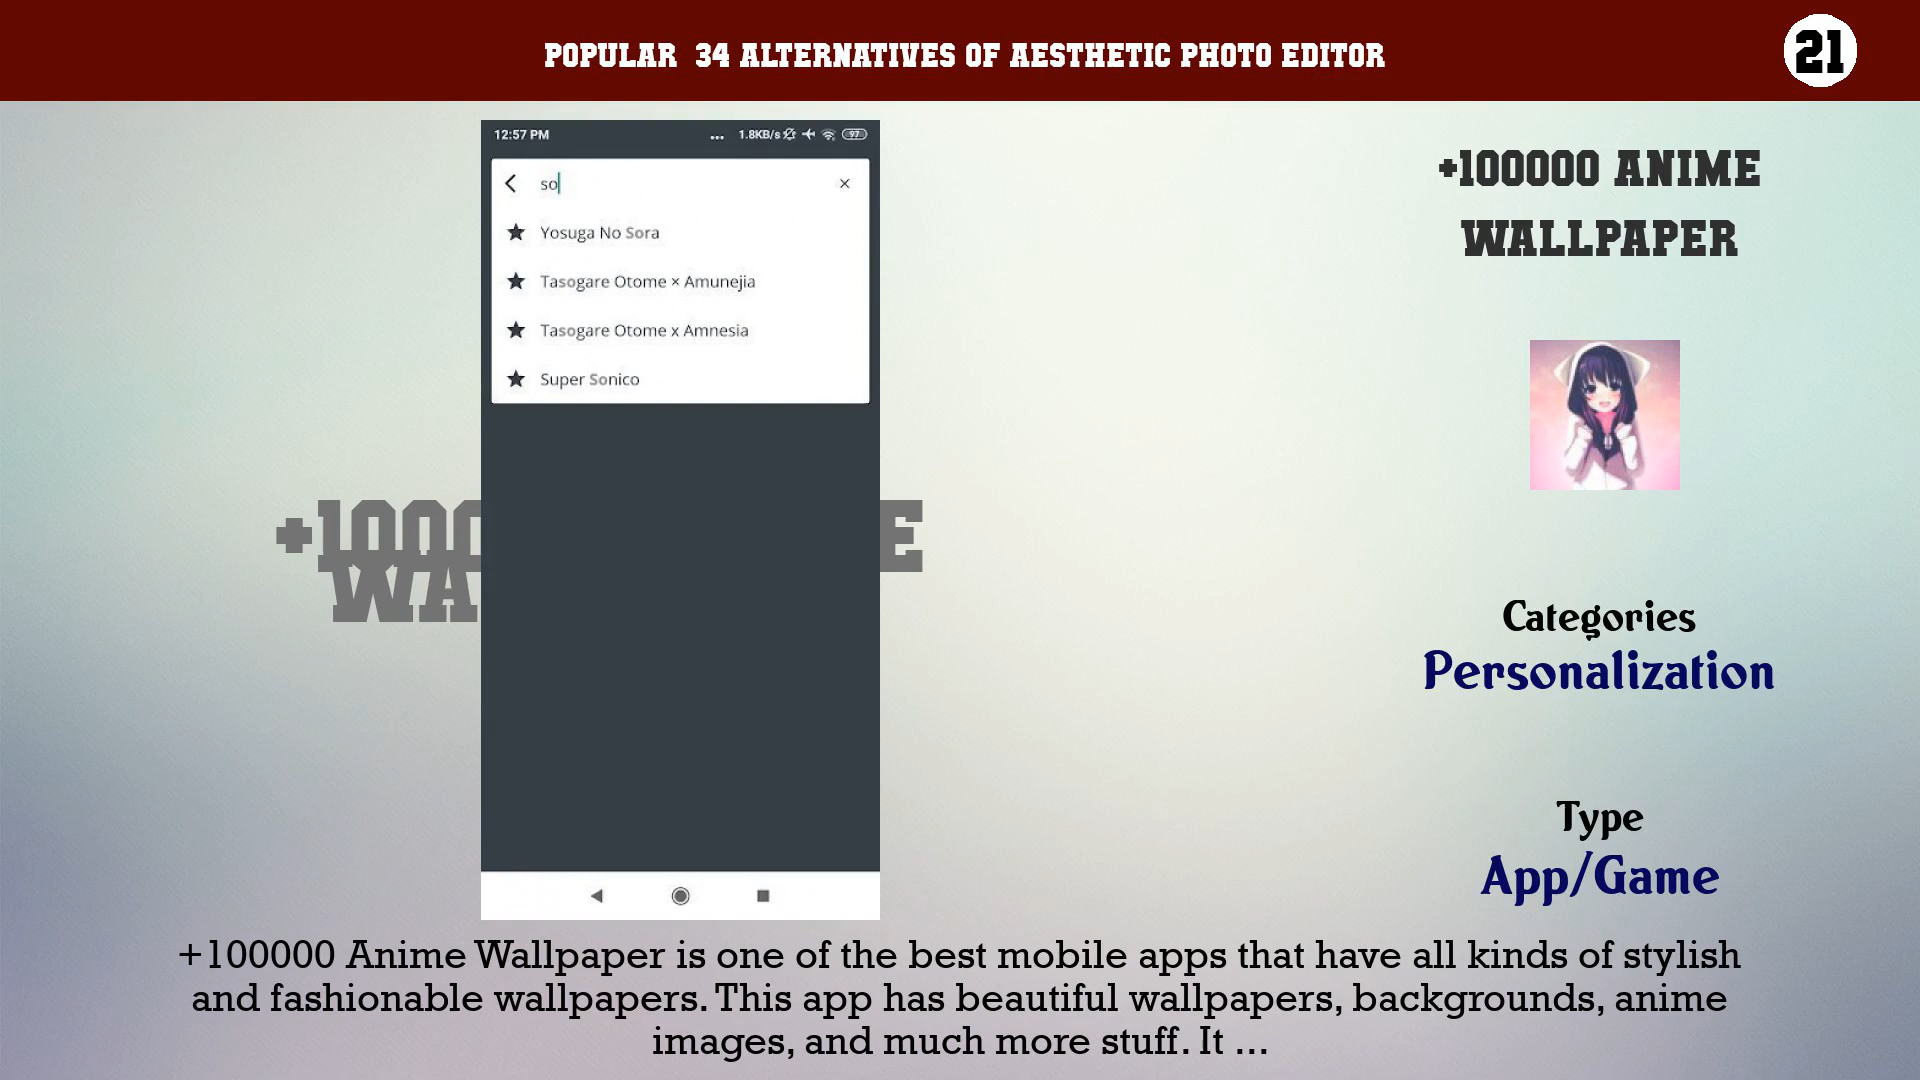 POPULAR 34 ALTERNATIVES OF AESTHETIC PHOTO EDITOR
21
12:57 PM
... 1.8KB/s 97
so
Yosuga No Sora
Tasogare Otome × Amunejia
Tasogare Otome x Amnesia
Super Sonico
+1000 E
WA
+100000 ANIME
WALLPAPER
Categories
Personalization
Type
App/Game
+100000 Anime Wallpaper is one of the best mobile apps that have all kinds of stylish
and fashionable wallpapers. This app has beautiful wallpapers, backgrounds, anime
images, and much more stuff. It ...